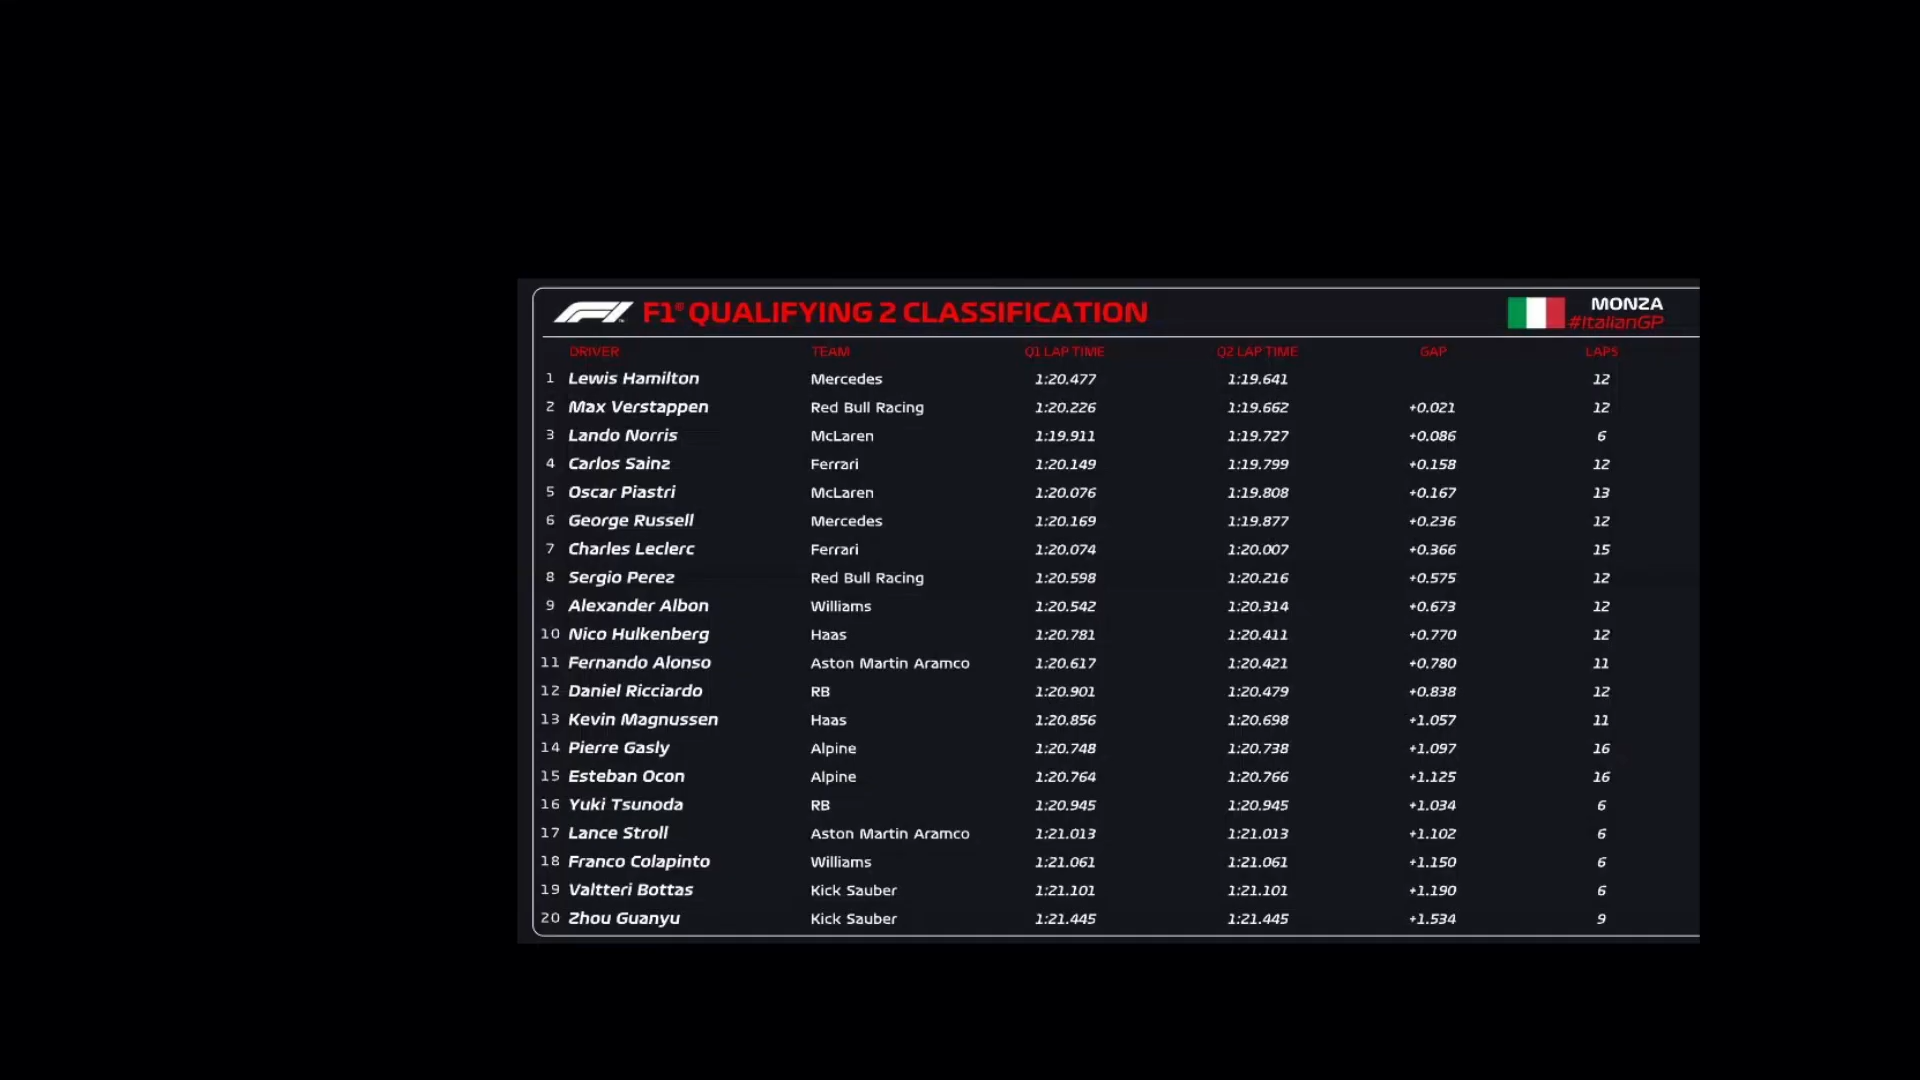 F1® QUALIFYING 2 CLASSIFICATION
MONZA
#ItalianGP
DRIVER TEAM Q1 LAP TIME Q2 LAP TIME GAP LAPS
1 Lewis Hamilton Mercedes 1:20.477 1:19.641 12
2 Max Verstappen Red Bull Racing 1:20.226 1:19.662 +0.021 12
3 Lando Norris McLaren 1:19.911 1:19.727 +0.086 6
4 Carlos Sainz Ferrari 1:20.149 1:19.799 +0.158 12
5 Oscar Piastri McLaren 1:20.076 1:19.808 +0.167 13
6 George Russell Mercedes 1:20.169 1:19.877 +0.236 12
7 Charles Leclerc Ferrari 1:20.074 1:20.007 +0.366 15
8 Sergio Perez Red Bull Racing 1:20.598 1:20.216 +0.575 12
9 Alexander Albon Williams 1:20.542 1:20.314 +0.673 12
10 Nico Hulkenberg Haas 1:20.781 1:20.411 +0.770 12
11 Fernando Alonso Aston Martin Aramco 1:20.617 1:20.421 +0.780 11
12 Daniel Ricciardo RB 1:20.901 1:20.479 +0.838 12
13 Kevin Magnussen Haas 1:20.856 1:20.698 +1.057 11
14 Pierre Gasly Alpine 1:20.748 1:20.738 +1.097 16
15 Esteban Ocon Alpine 1:20.764 1:20.766 +1.125 16
16 Yuki Tsunoda RB 1:20.945 1:20.945 +1.034 6
17 Lance Stroll Aston Martin Aramco 1:21.013 1:21.013 +1.102 6
18 Franco Colapinto Williams 1:21.061 1:21.061 +1.150 6
19 Valtteri Bottas Kick Sauber 1:21.101 1:21.101 +1.190 6
20 Zhou Guanyu Kick Sauber 1:21.445 1:21.445 +1.534 9